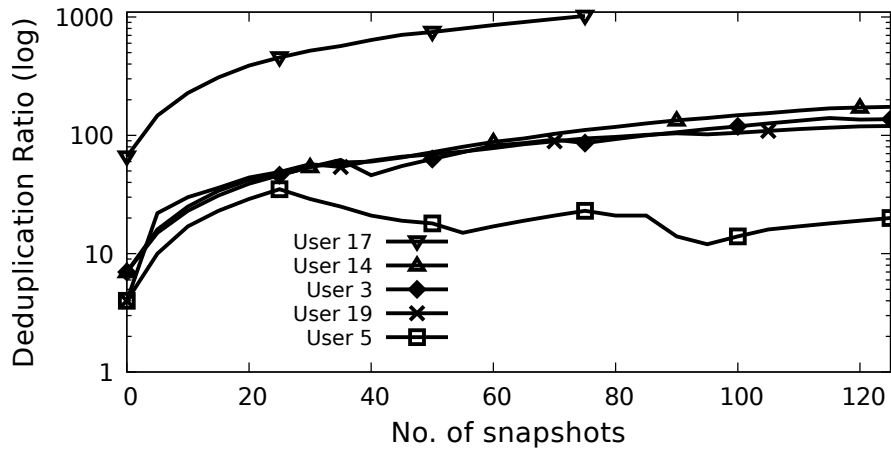 Deduplication Ratio (log)
1000
100
10
1
User 17
User 14
User 3
User 19
User 5
0 20 40 60 80 100 120
No. of snapshots